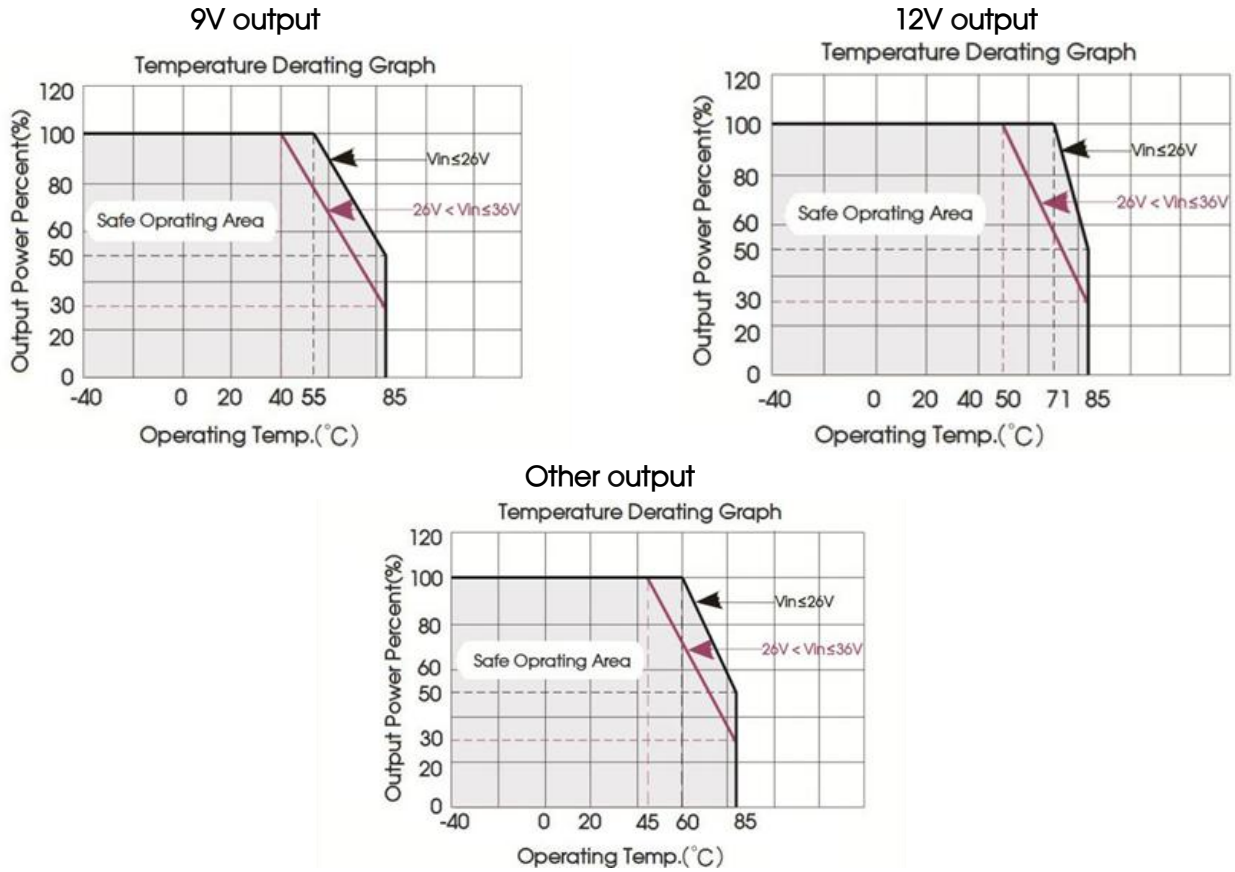 9V output
Temperature Derating Graph
Output Power Percent(%)
120
100
80
60
50
30
20
0
Vin≤26V
26V < Vin≤36V
Safe Oprating Area
-40 0 20 40 55 85
Operating Temp.(°C)
12V output
Temperature Derating Graph
Output Power Percent(%)
120
100
80
60
50
30
20
0
Vin≤26V
26V < Vin≤36V
Safe Oprating Area
-40 0 20 40 50 71 85
Operating Temp.(°C)
Other output
Temperature Derating Graph
Output Power Percent(%)
120
100
80
60
50
30
20
0
Vin≤26V
26V < Vin≤36V
Safe Oprating Area
-40 0 20 45 60 85
Operating Temp.(°C)